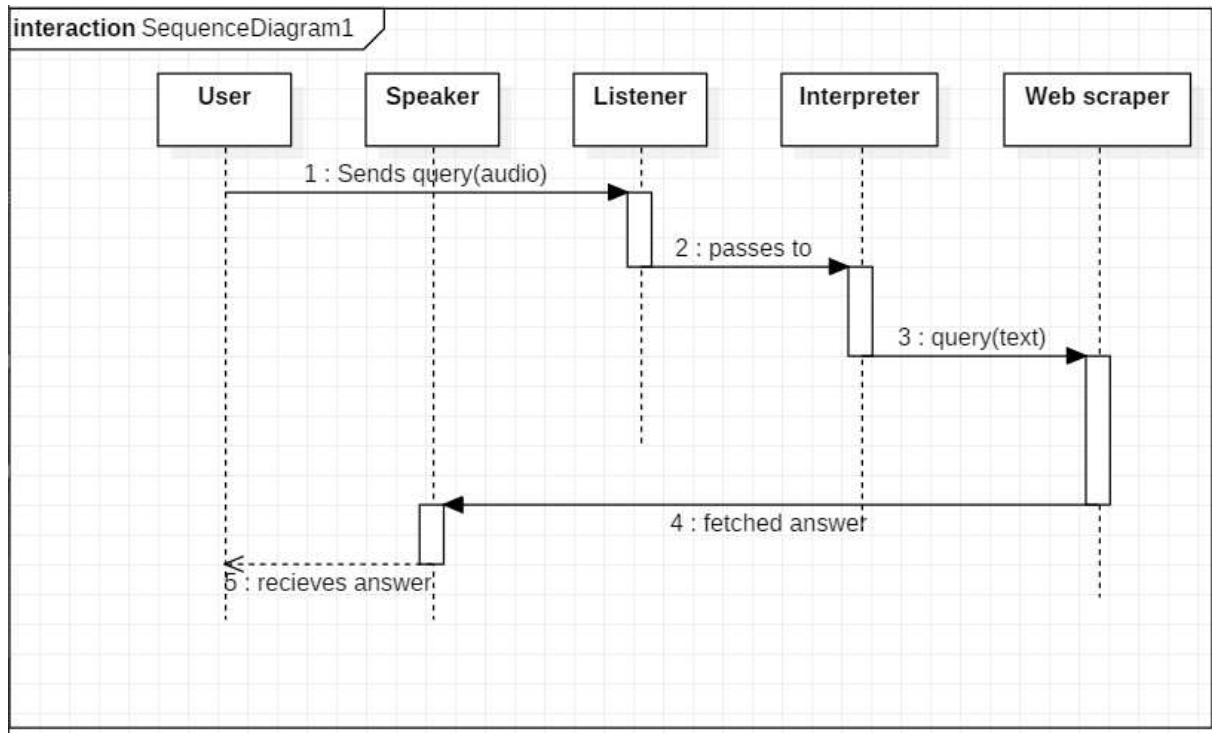 interaction SequenceDiagram1
User
Speaker
Listener
Interpreter
Web scraper
1 : Sends query(audio)
2 : passes to
3 : query(text)
4 : fetched answer
5 : recieves answer